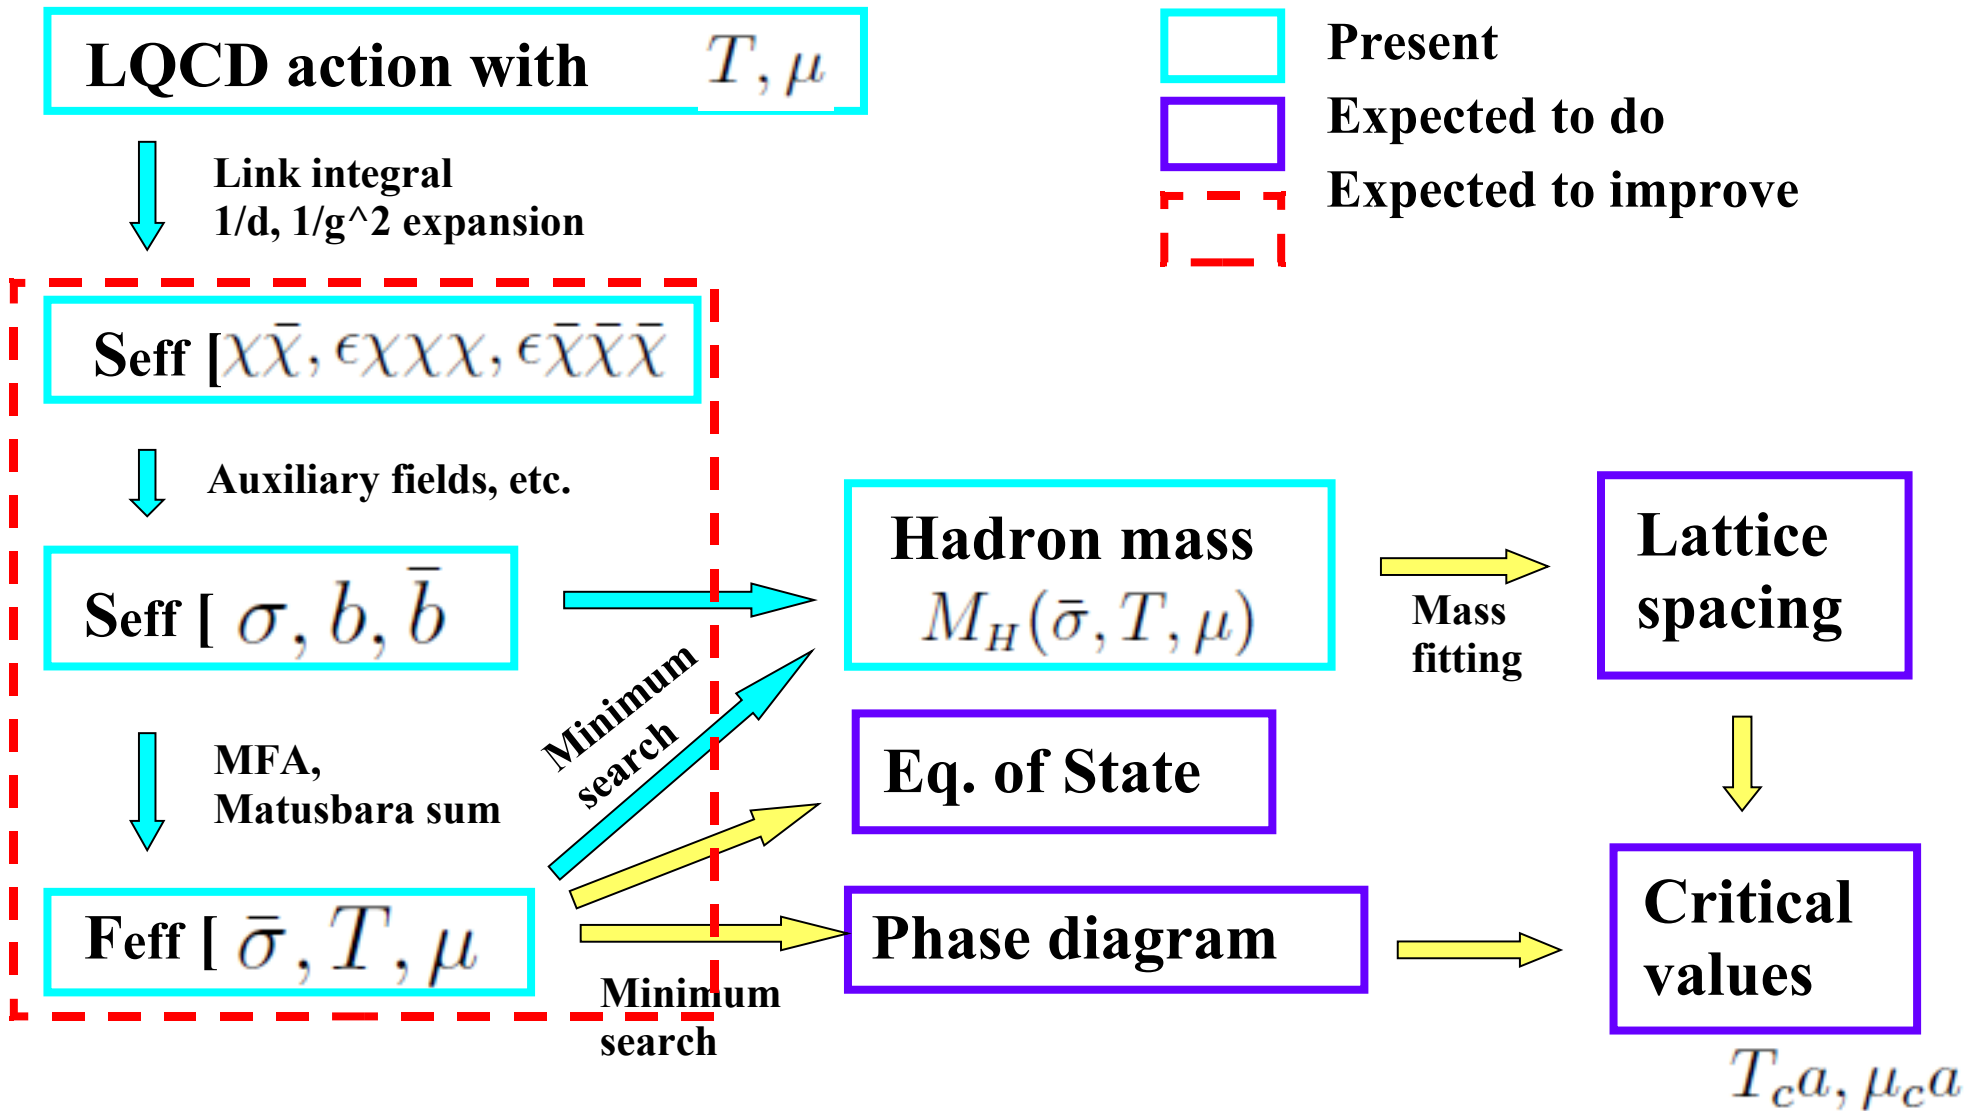 LQCD action with T, μ
Link integral
1/d, 1/g^2 expansion
Seff [χχ̄, εχχχ, εχ̄χ̄χ̄
Auxiliary fields, etc.
Seff [ σ, b, b̄
MFA,
Matusbara sum
Feff [ σ̄, T, μ
Minimum
search
Minimum
search
Hadron mass
M_H(σ̄, T, μ)
Eq. of State
Phase diagram
Mass
fitting
Lattice
spacing
Critical
values
T_c a, μ_c a
Present
Expected to do
Expected to improve